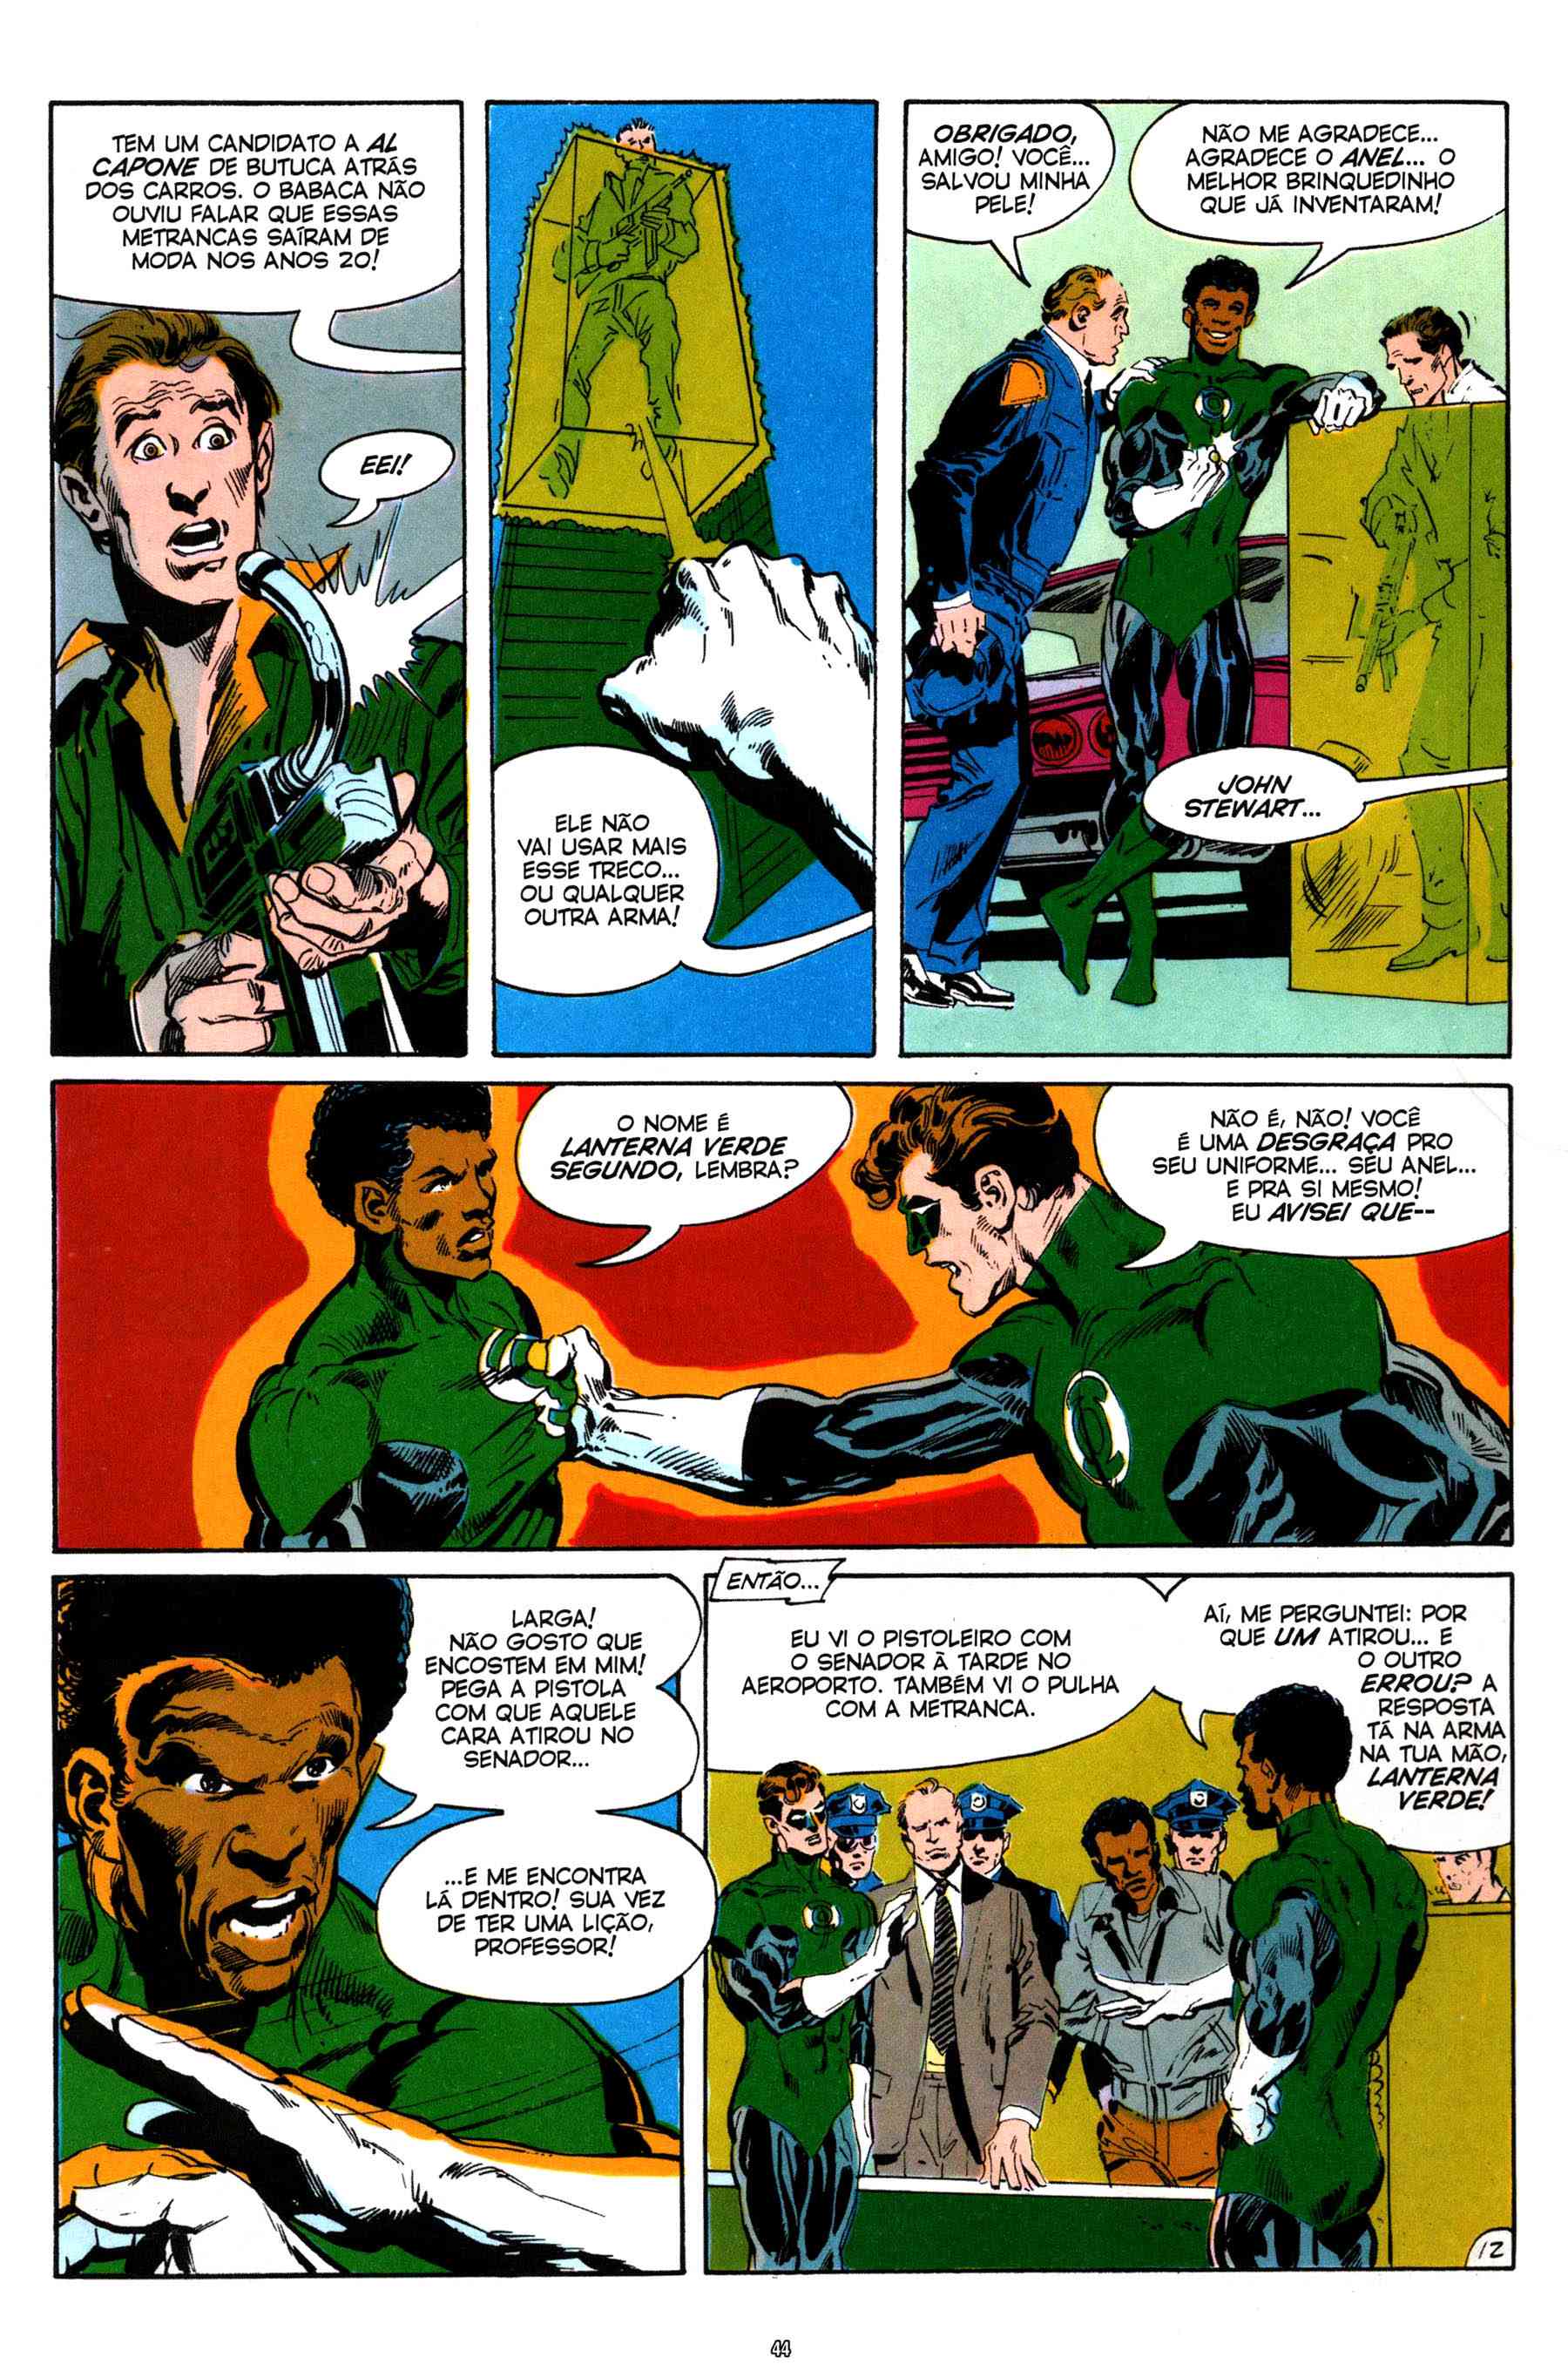 TEM UM CANDIDATO A AL
CAPONE DE BUTUCA ATRÁS
DOS CARROS. O BABACA NÃO
OUVIU FALAR QUE ESSAS
METRANCAS SAÍRAM DE
MODA NOS ANOS 20!
EEI!
ELE NÃO
VAI USAR MAIS
ESSE TRECO...
OU QUALQUER
OUTRA ARMA!
OBRIGADO,
AMIGO! VOCÊ...
SALVOU MINHA
PELE!
NÃO ME AGRADECE...
AGRADECE O ANEL... O
MELHOR BRINQUEDINHO
QUE JÁ INVENTARAM!
JOHN
STEWART...
O NOME É
LANTERNA VERDE
SEGUNDO, LEMBRA?
NÃO É, NÃO! VOCÊ
É UMA DESGRAÇA PRO
SEU UNIFORME... SEU ANEL...
E PRA SI MESMO!
EU AVISEI QUE--
LARGA!
NÃO GOSTO QUE
ENCOSTEM EM MIM!
PEGA A PISTOLA
COM QUE AQUELE
CARA ATIROU NO
SENADOR...
...E ME ENCONTRA
LÁ DENTRO! SUA VEZ
DE TER UMA LIÇÃO,
PROFESSOR!
ENTÃO...
EU VI O PISTOLEIRO COM
O SENADOR À TARDE NO
AEROPORTO. TAMBÉM VI O PULHA
COM A METRANCA.
AÍ, ME PERGUNTEI: POR
QUE UM ATIROU... E
O OUTRO
ERROU? A
RESPOSTA
TÁ NA ARMA
NA TUA MÃO,
LANTERNA
VERDE!
12
44